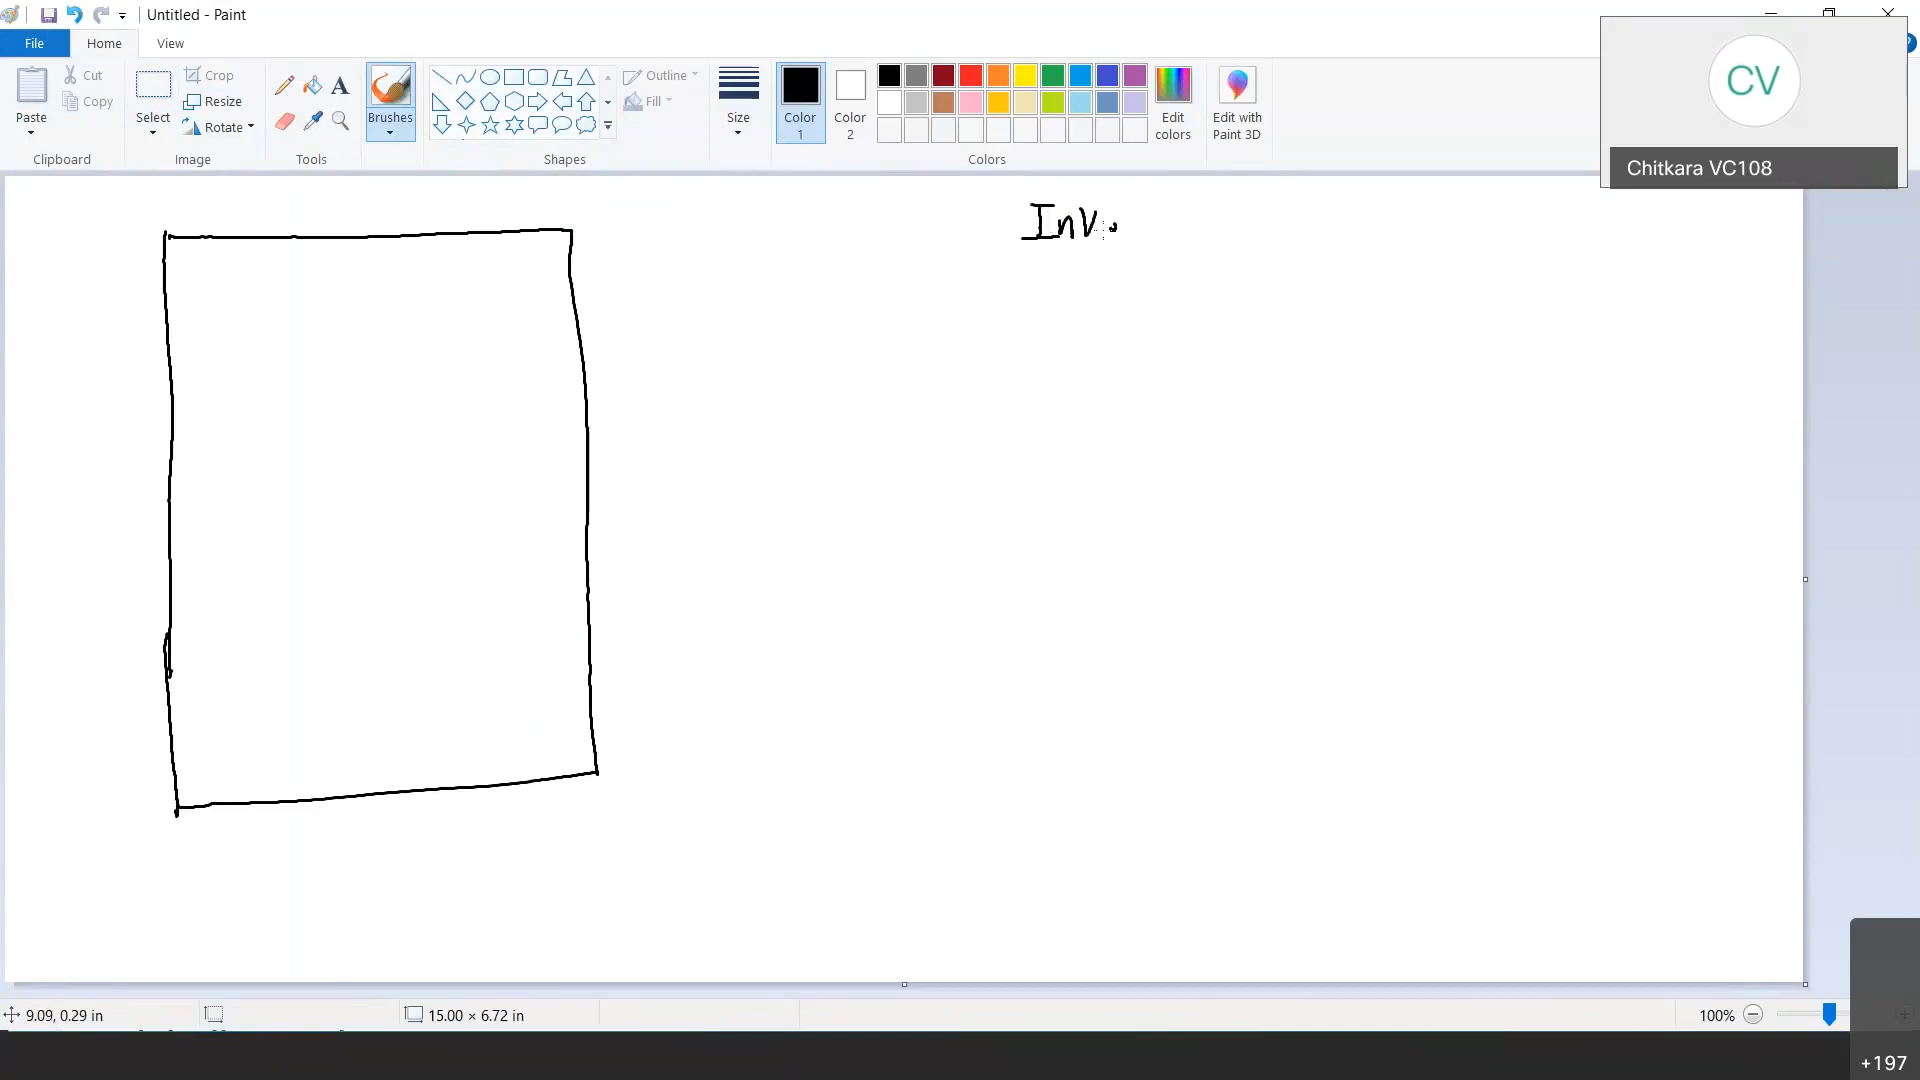 Untitled - Paint
File Home View
Paste
Cut
Copy
Clipboard
Select
Crop
Resize
Rotate
Image
A
Tools
Brushes
Shapes
Outline
Fill
Size
Color 1
Color 2
Edit colors
Colors
Edit with Paint 3D
CV
Chitkara VC108
Inv
9.09, 0.29 in
15.00 × 6.72 in
100%
+197